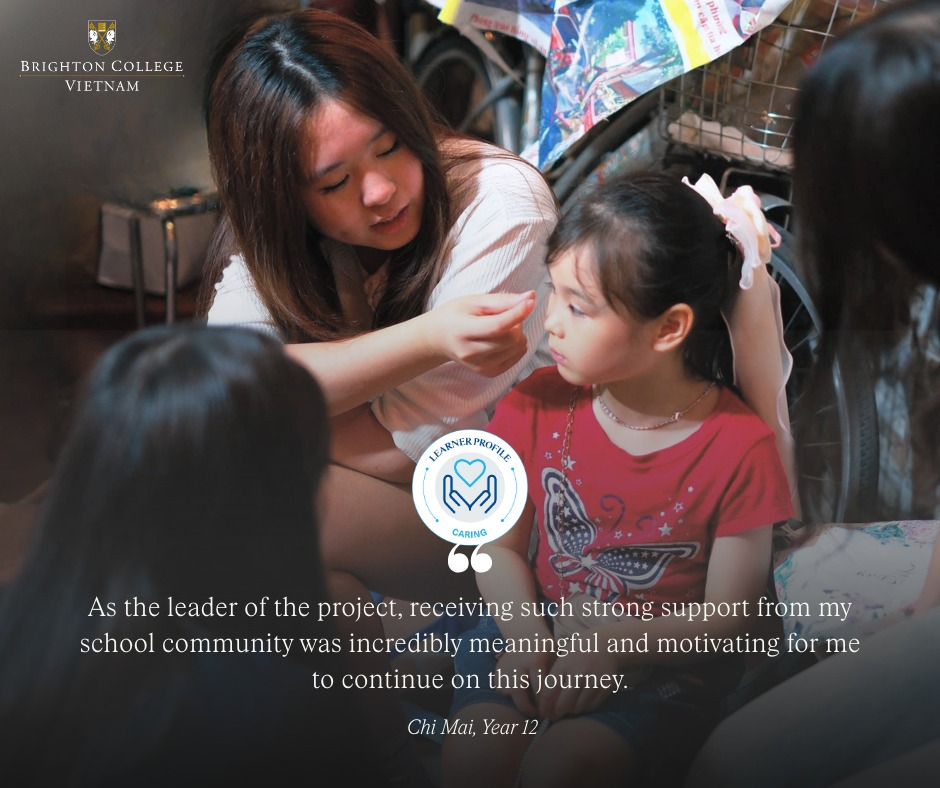 BRIGHTON COLLEGE
VIETNAM
LEARNER PROFILE
CARING
“
As the leader of the project, receiving such strong support from my
school community was incredibly meaningful and motivating for me
to continue on this journey.
Chi Mai, Year 12